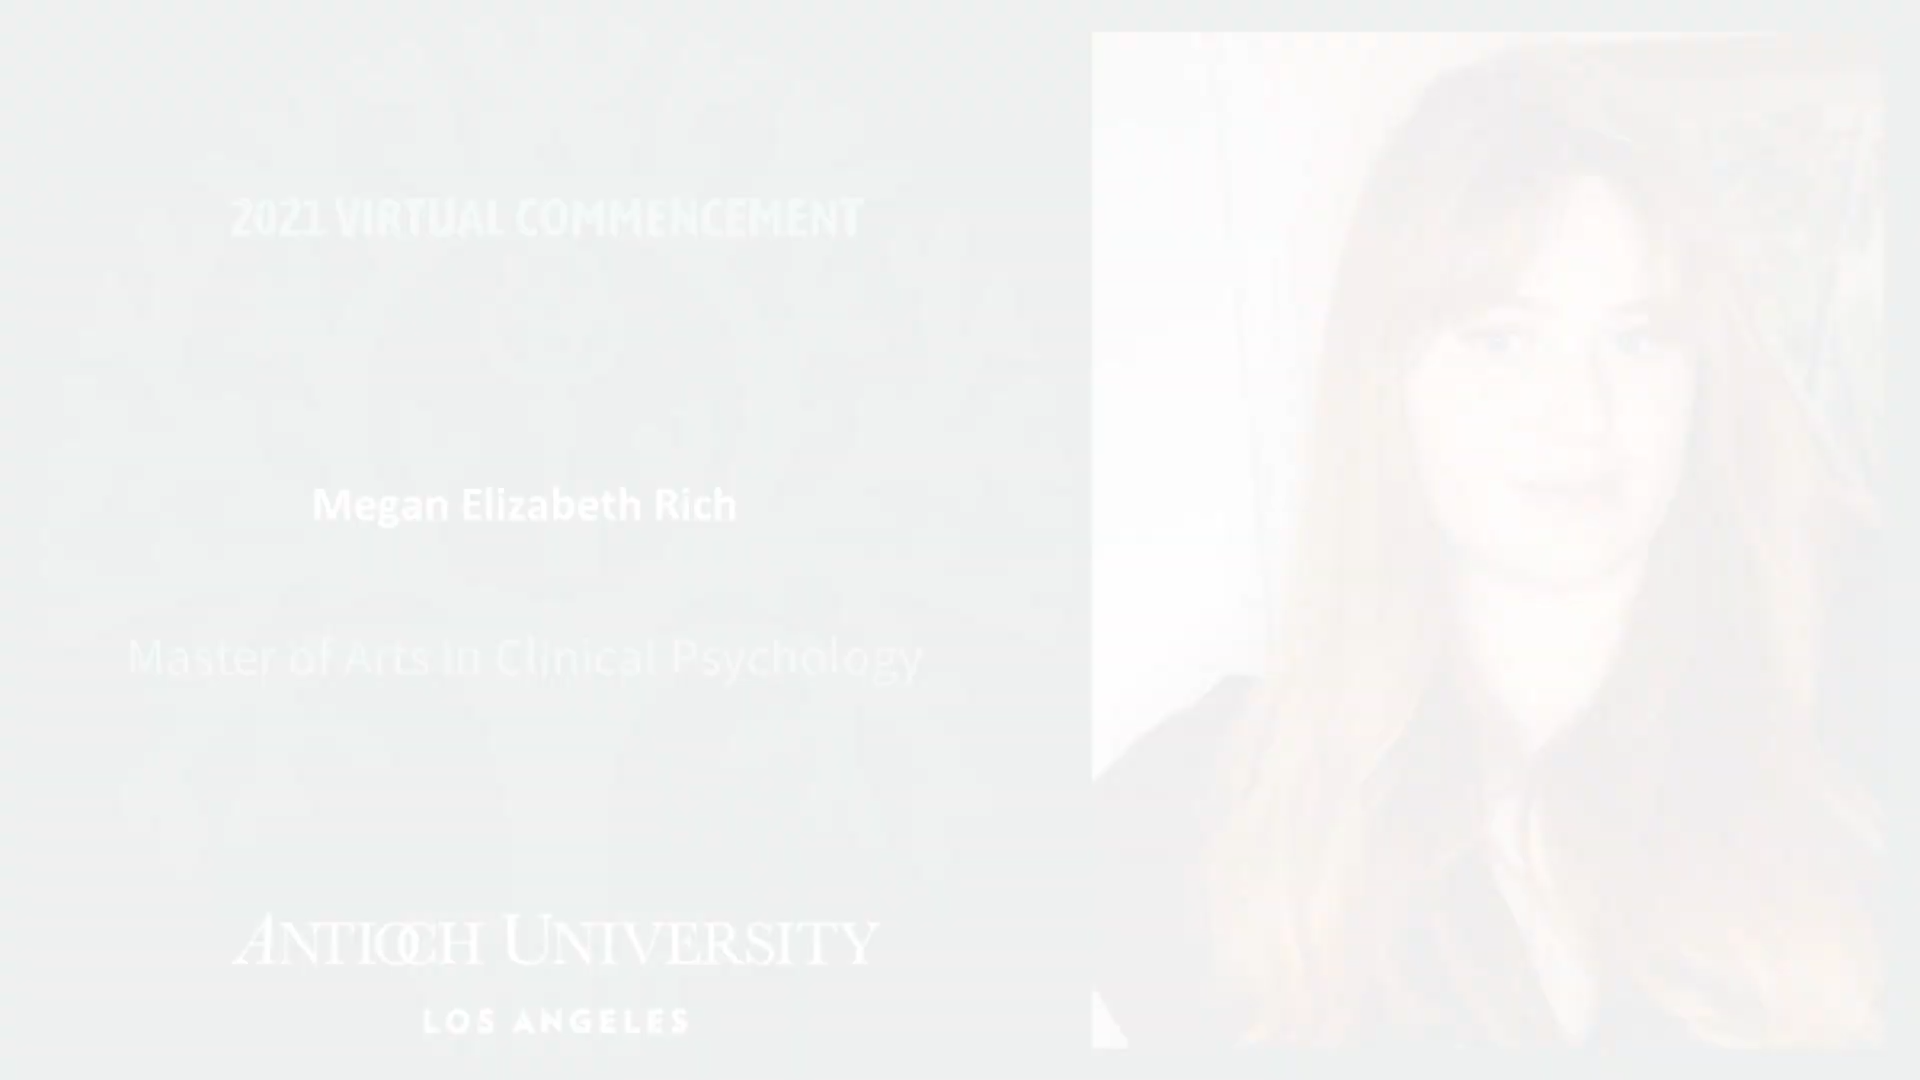 2021 VIRTUAL COMMENCEMENT
Megan Elizabeth Rich
Master of Arts in Clinical Psychology
ANTIOCH UNIVERSITY
LOS ANGELES